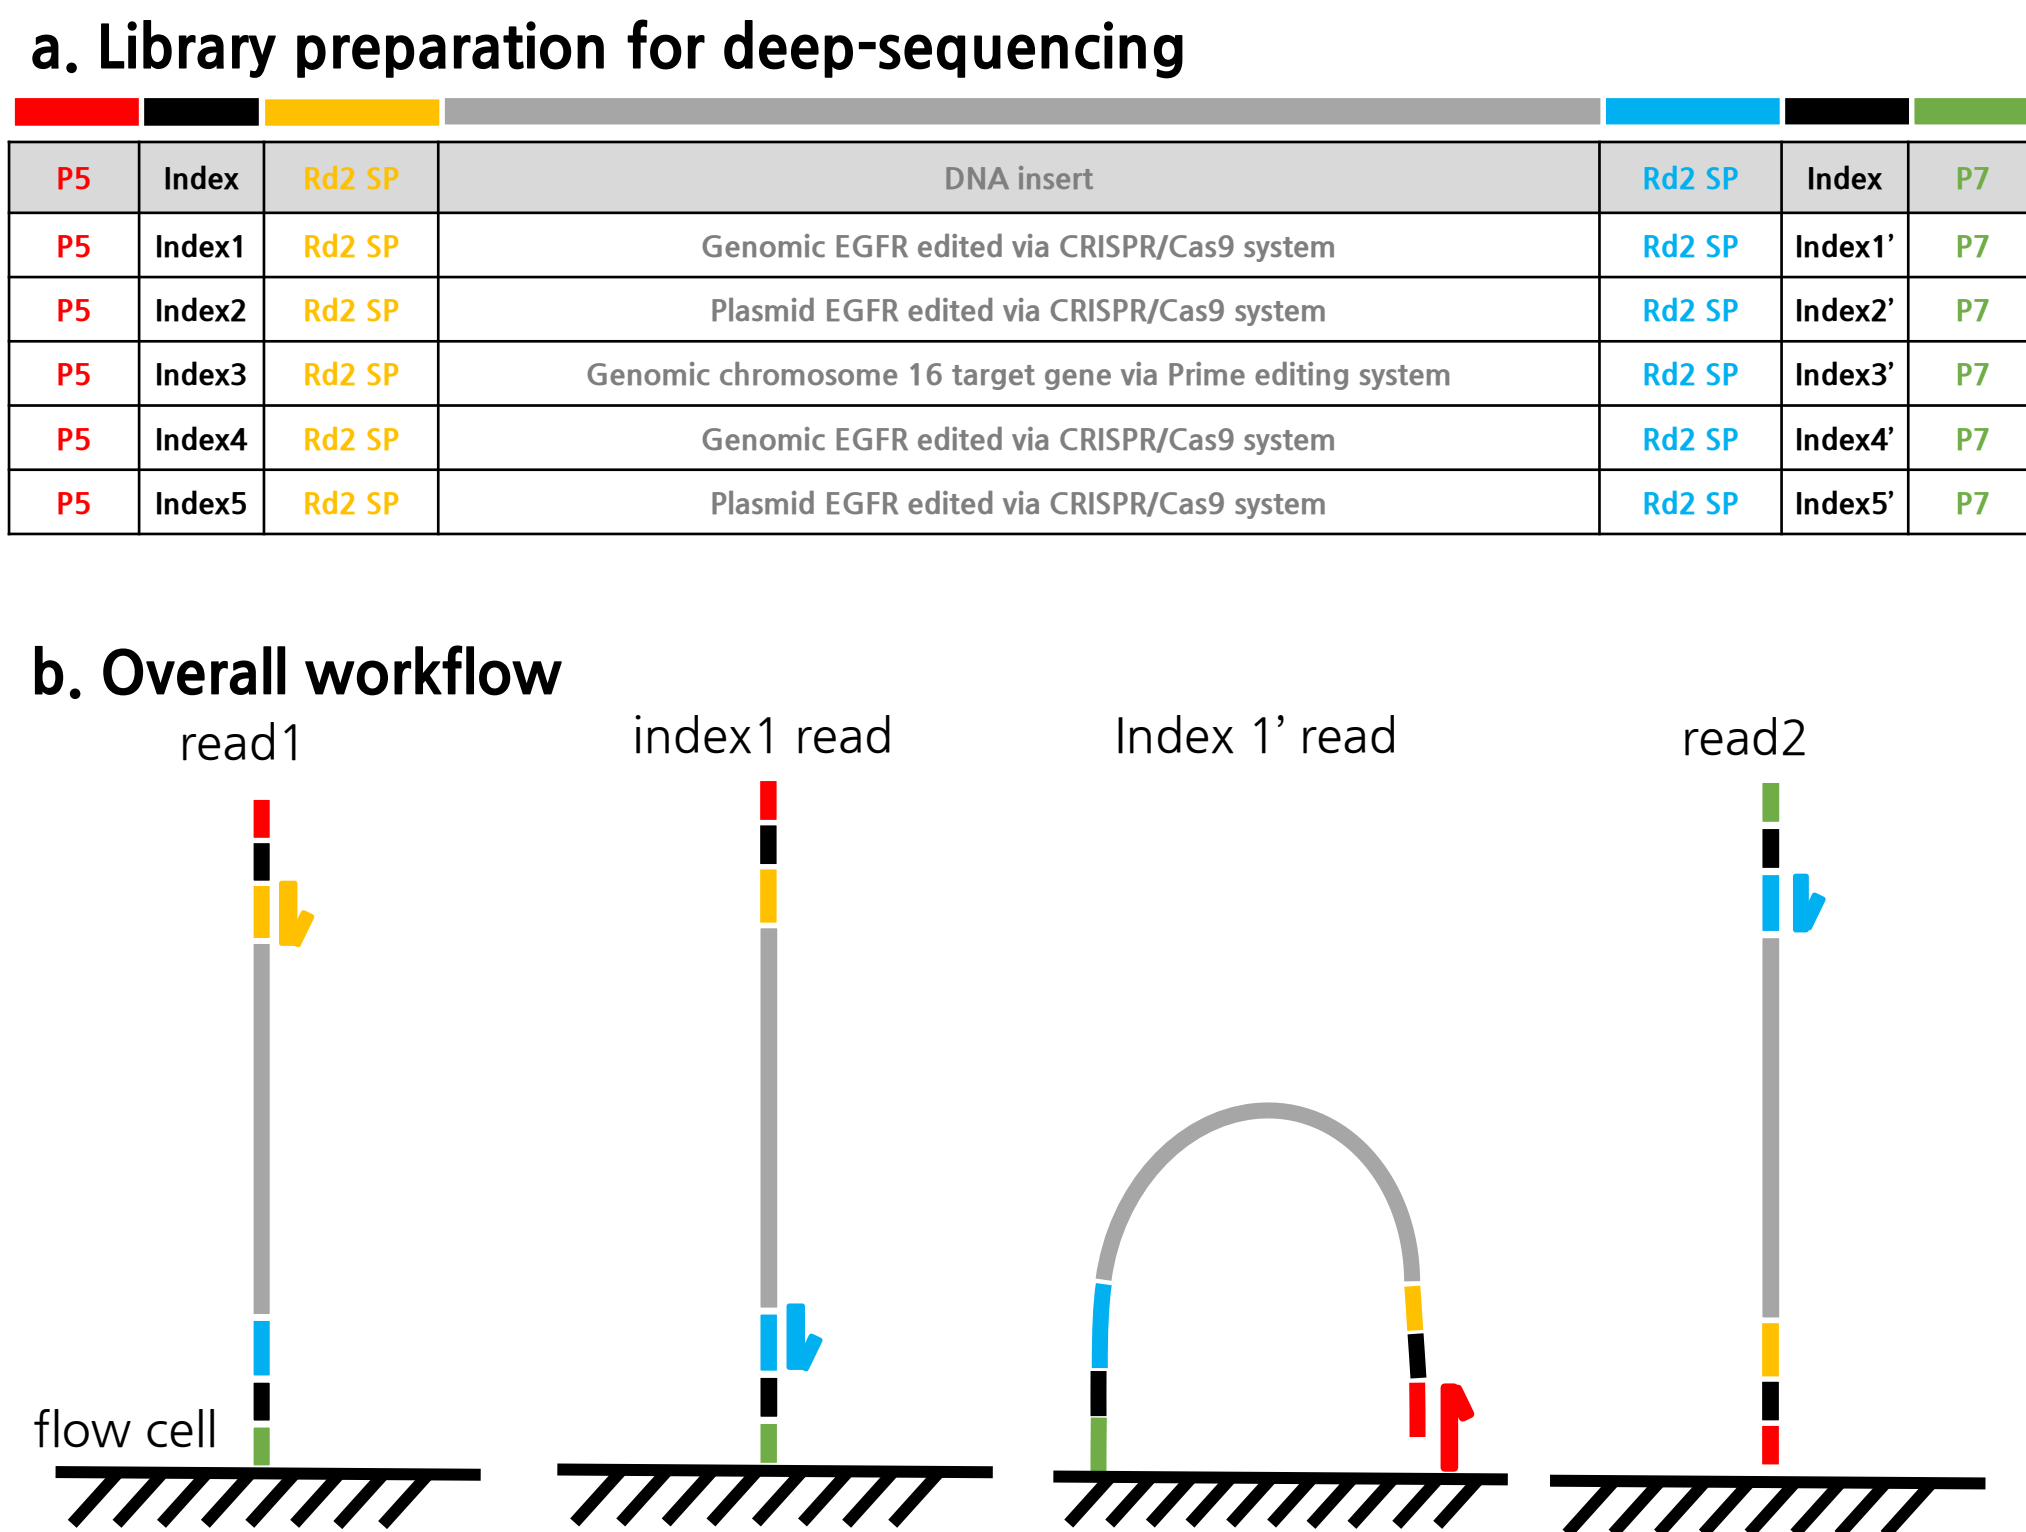 a. Library preparation for deep-sequencing
P5 Index Rd2 SP DNA insert Rd2 SP Index P7
P5 Index1 Rd2 SP Genomic EGFR edited via CRISPR/Cas9 system Rd2 SP Index1’ P7
P5 Index2 Rd2 SP Plasmid EGFR edited via CRISPR/Cas9 system Rd2 SP Index2’ P7
P5 Index3 Rd2 SP Genomic chromosome 16 target gene via Prime editing system Rd2 SP Index3’ P7
P5 Index4 Rd2 SP Genomic EGFR edited via CRISPR/Cas9 system Rd2 SP Index4’ P7
P5 Index5 Rd2 SP Plasmid EGFR edited via CRISPR/Cas9 system Rd2 SP Index5’ P7
b. Overall workflow
read1 index1 read Index 1’ read read2
flow cell